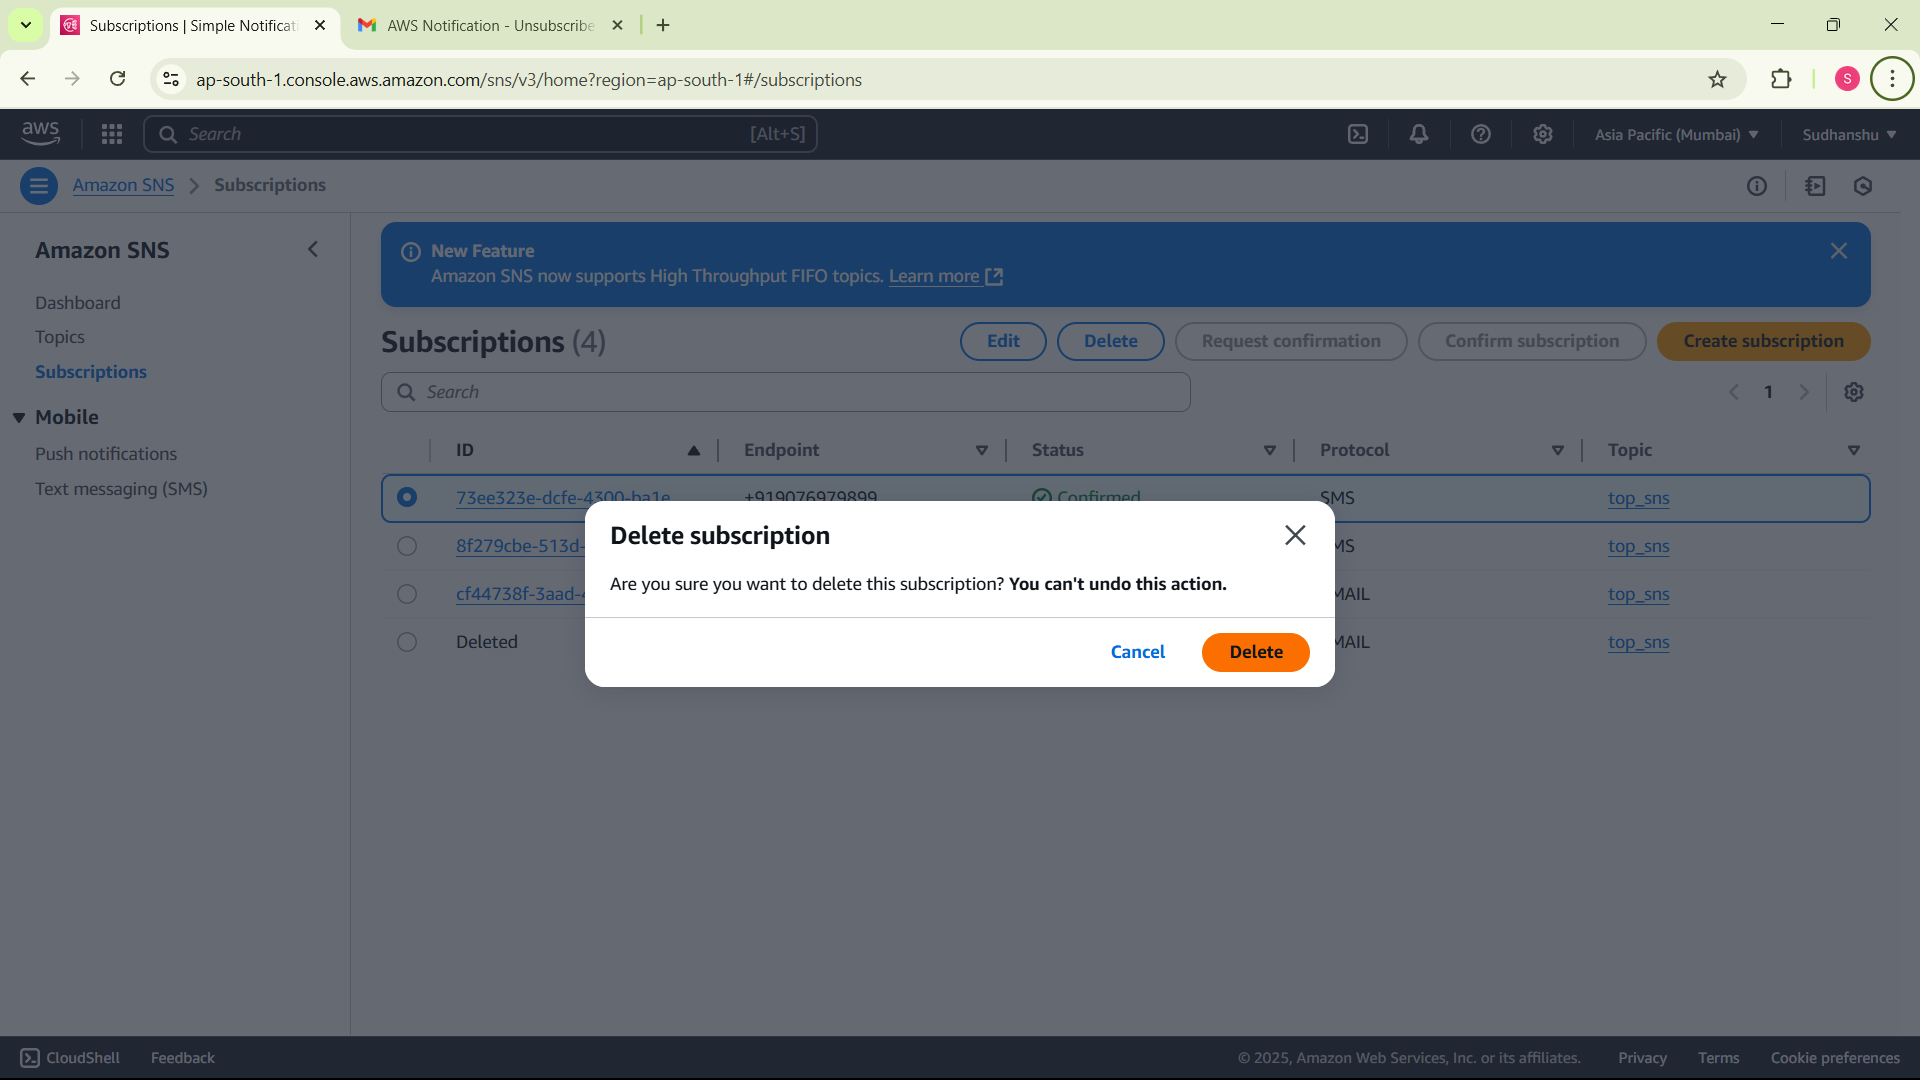 Subscriptions | Simple Notificati
AWS Notification - Unsubscribe
ap-south-1.console.aws.amazon.com/sns/v3/home?region=ap-south-1#/subscriptions
S
aws
Search
[Alt+S]
Asia Pacific (Mumbai)
Sudhanshu
Amazon SNS
Subscriptions
Amazon SNS
Dashboard
Topics
Subscriptions
Mobile
Push notifications
Text messaging (SMS)
New Feature
Amazon SNS now supports High Throughput FIFO topics. Learn more
Subscriptions (4)
Edit
Delete
Request confirmation
Confirm subscription
Create subscription
Search
1
ID Endpoint Status Protocol Topic
73ee323e-dcfe-4300-ba1e +919076979899 Confirmed SMS top_sns
8f279cbe-513d- MS top_sns
cf44738f-3aad- MAIL top_sns
Deleted MAIL top_sns
Delete subscription
Are you sure you want to delete this subscription? You can't undo this action.
Cancel
Delete
CloudShell
Feedback
© 2025, Amazon Web Services, Inc. or its affiliates.
Privacy
Terms
Cookie preferences